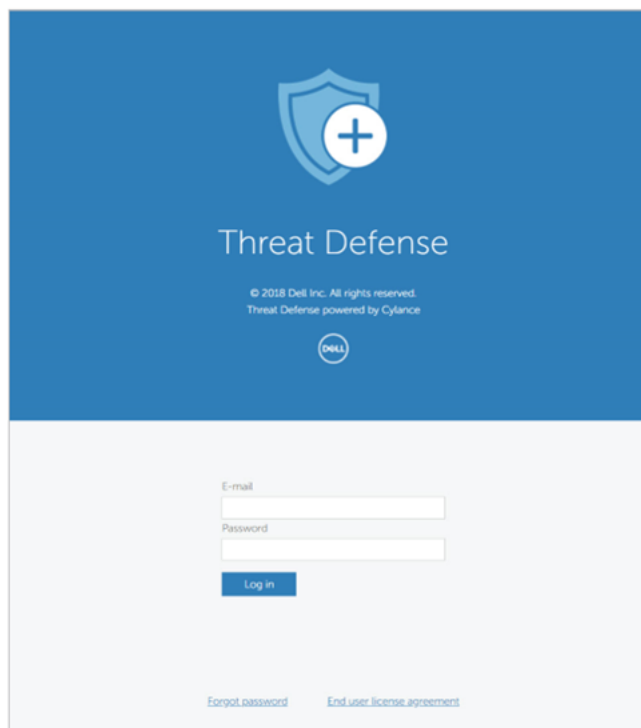 Threat Defense
© 2018 Dell Inc. All rights reserved.
Threat Defense powered by Cylance
DELL
E-mail
Password
Log in
Forgot password End user license agreement